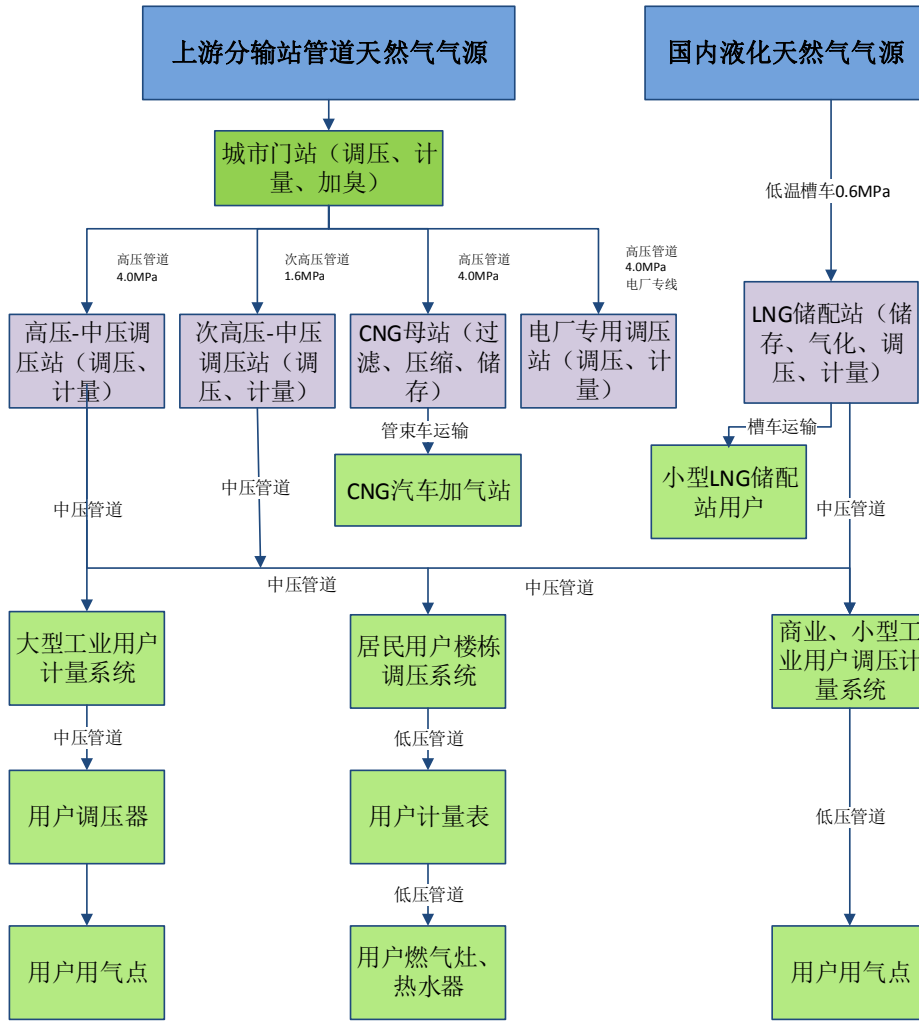 上游分输站管道天然气气源
国内液化天然气气源
城市门站（调压、计
量、加臭）
低温槽车0.6MPa
高压管道
4.0MPa
次高压管道
1.6MPa
高压管道
4.0MPa
高压管道
4.0MPa
电厂专线
高压-中压调
压站（调压、
计量）
次高压-中压
调压站（调
压、计量）
CNG母站（过
滤、压缩、储
存）
电厂专用调压
站（调压、计
量）
LNG储配站（储
存、气化、调
压、计量）
管束车运输
槽车运输
CNG汽车加气站
小型LNG储配
站用户
中压管道
中压管道
中压管道
中压管道
中压管道
大型工业用户
计量系统
居民用户楼栋
调压系统
商业、小型工
业用户调压计
量系统
中压管道
低压管道
低压管道
用户调压器
用户计量表
低压管道
用户用气点
用户燃气灶、
热水器
用户用气点